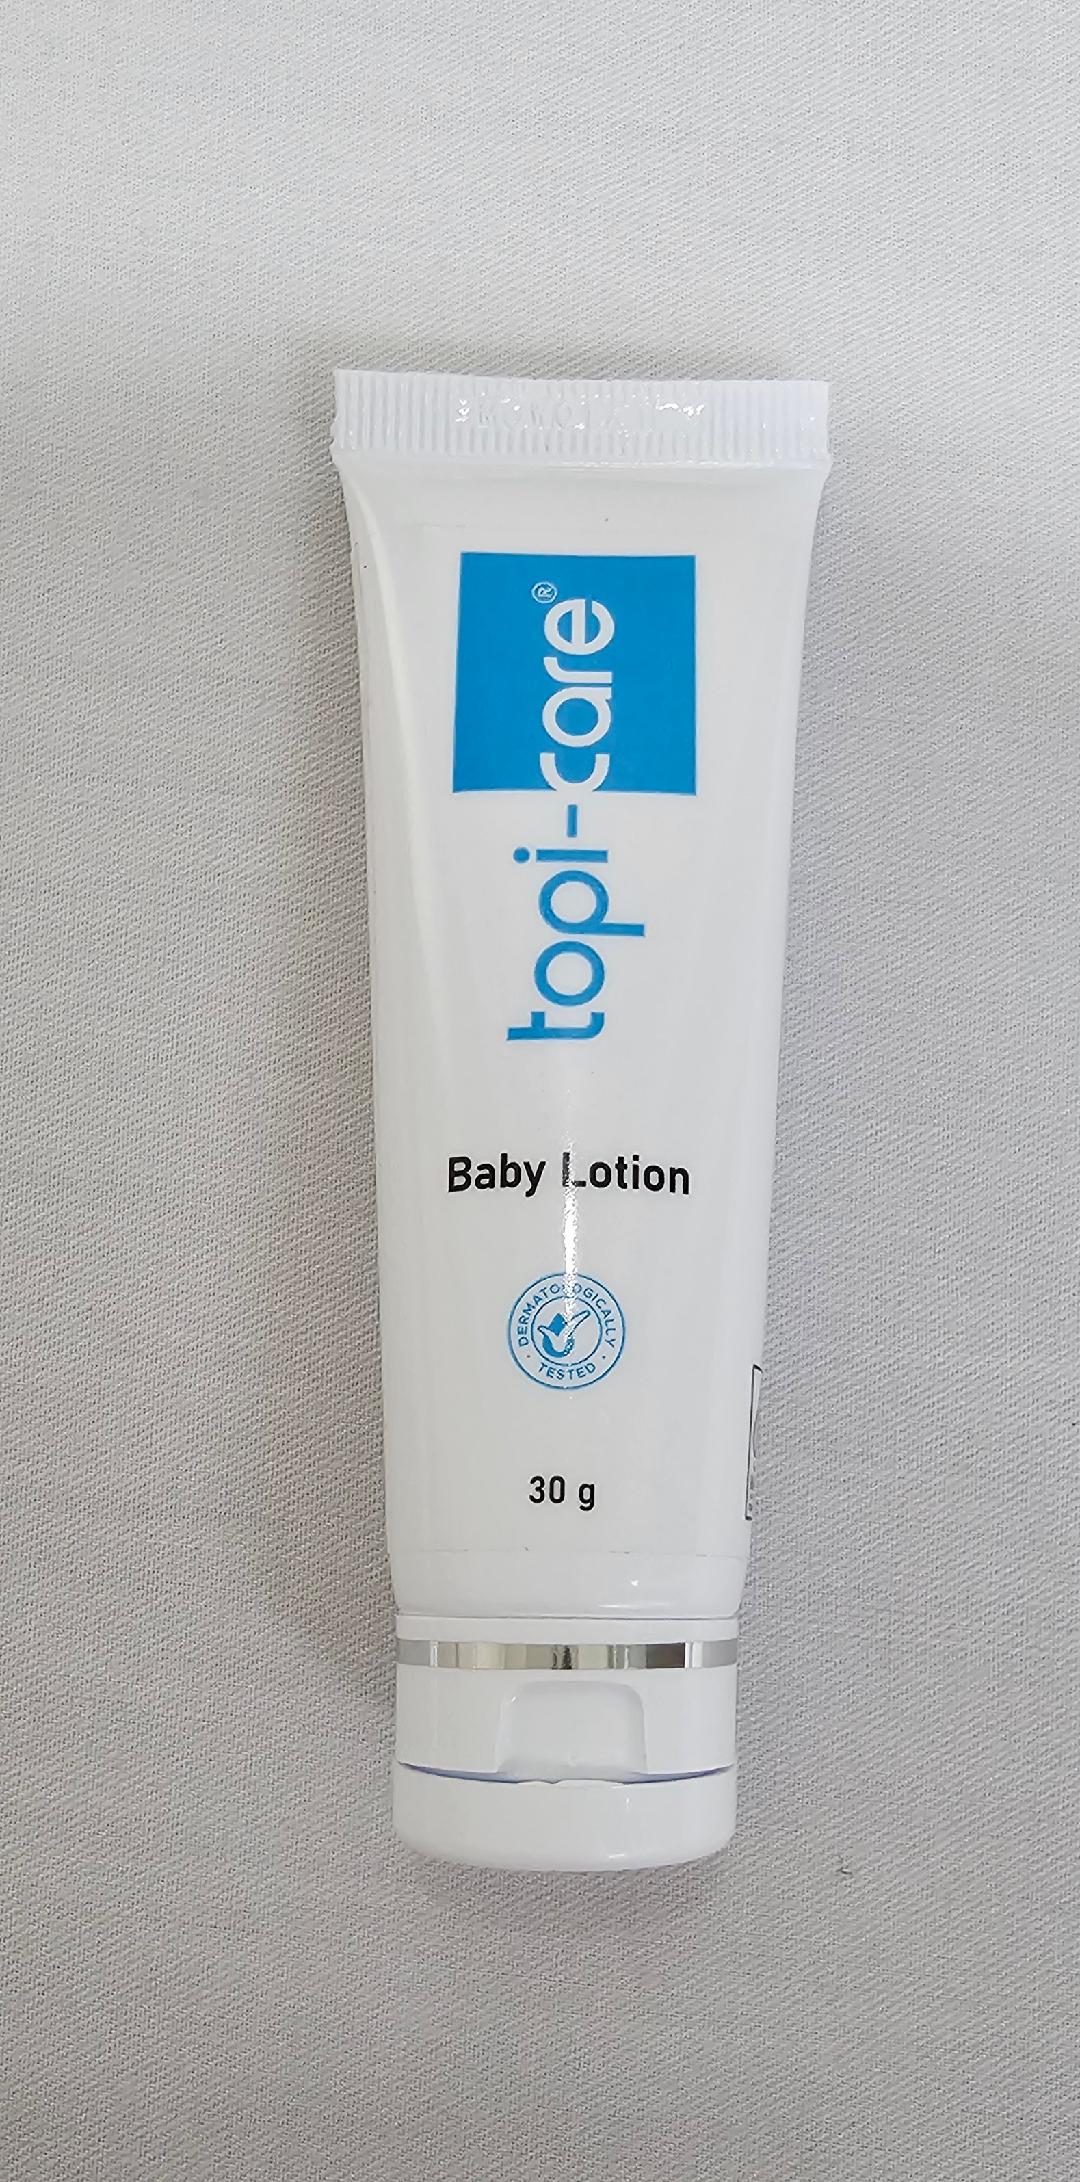 topi-care®
Baby Lotion
DERMATOLOGICALLY
TESTED
30 g